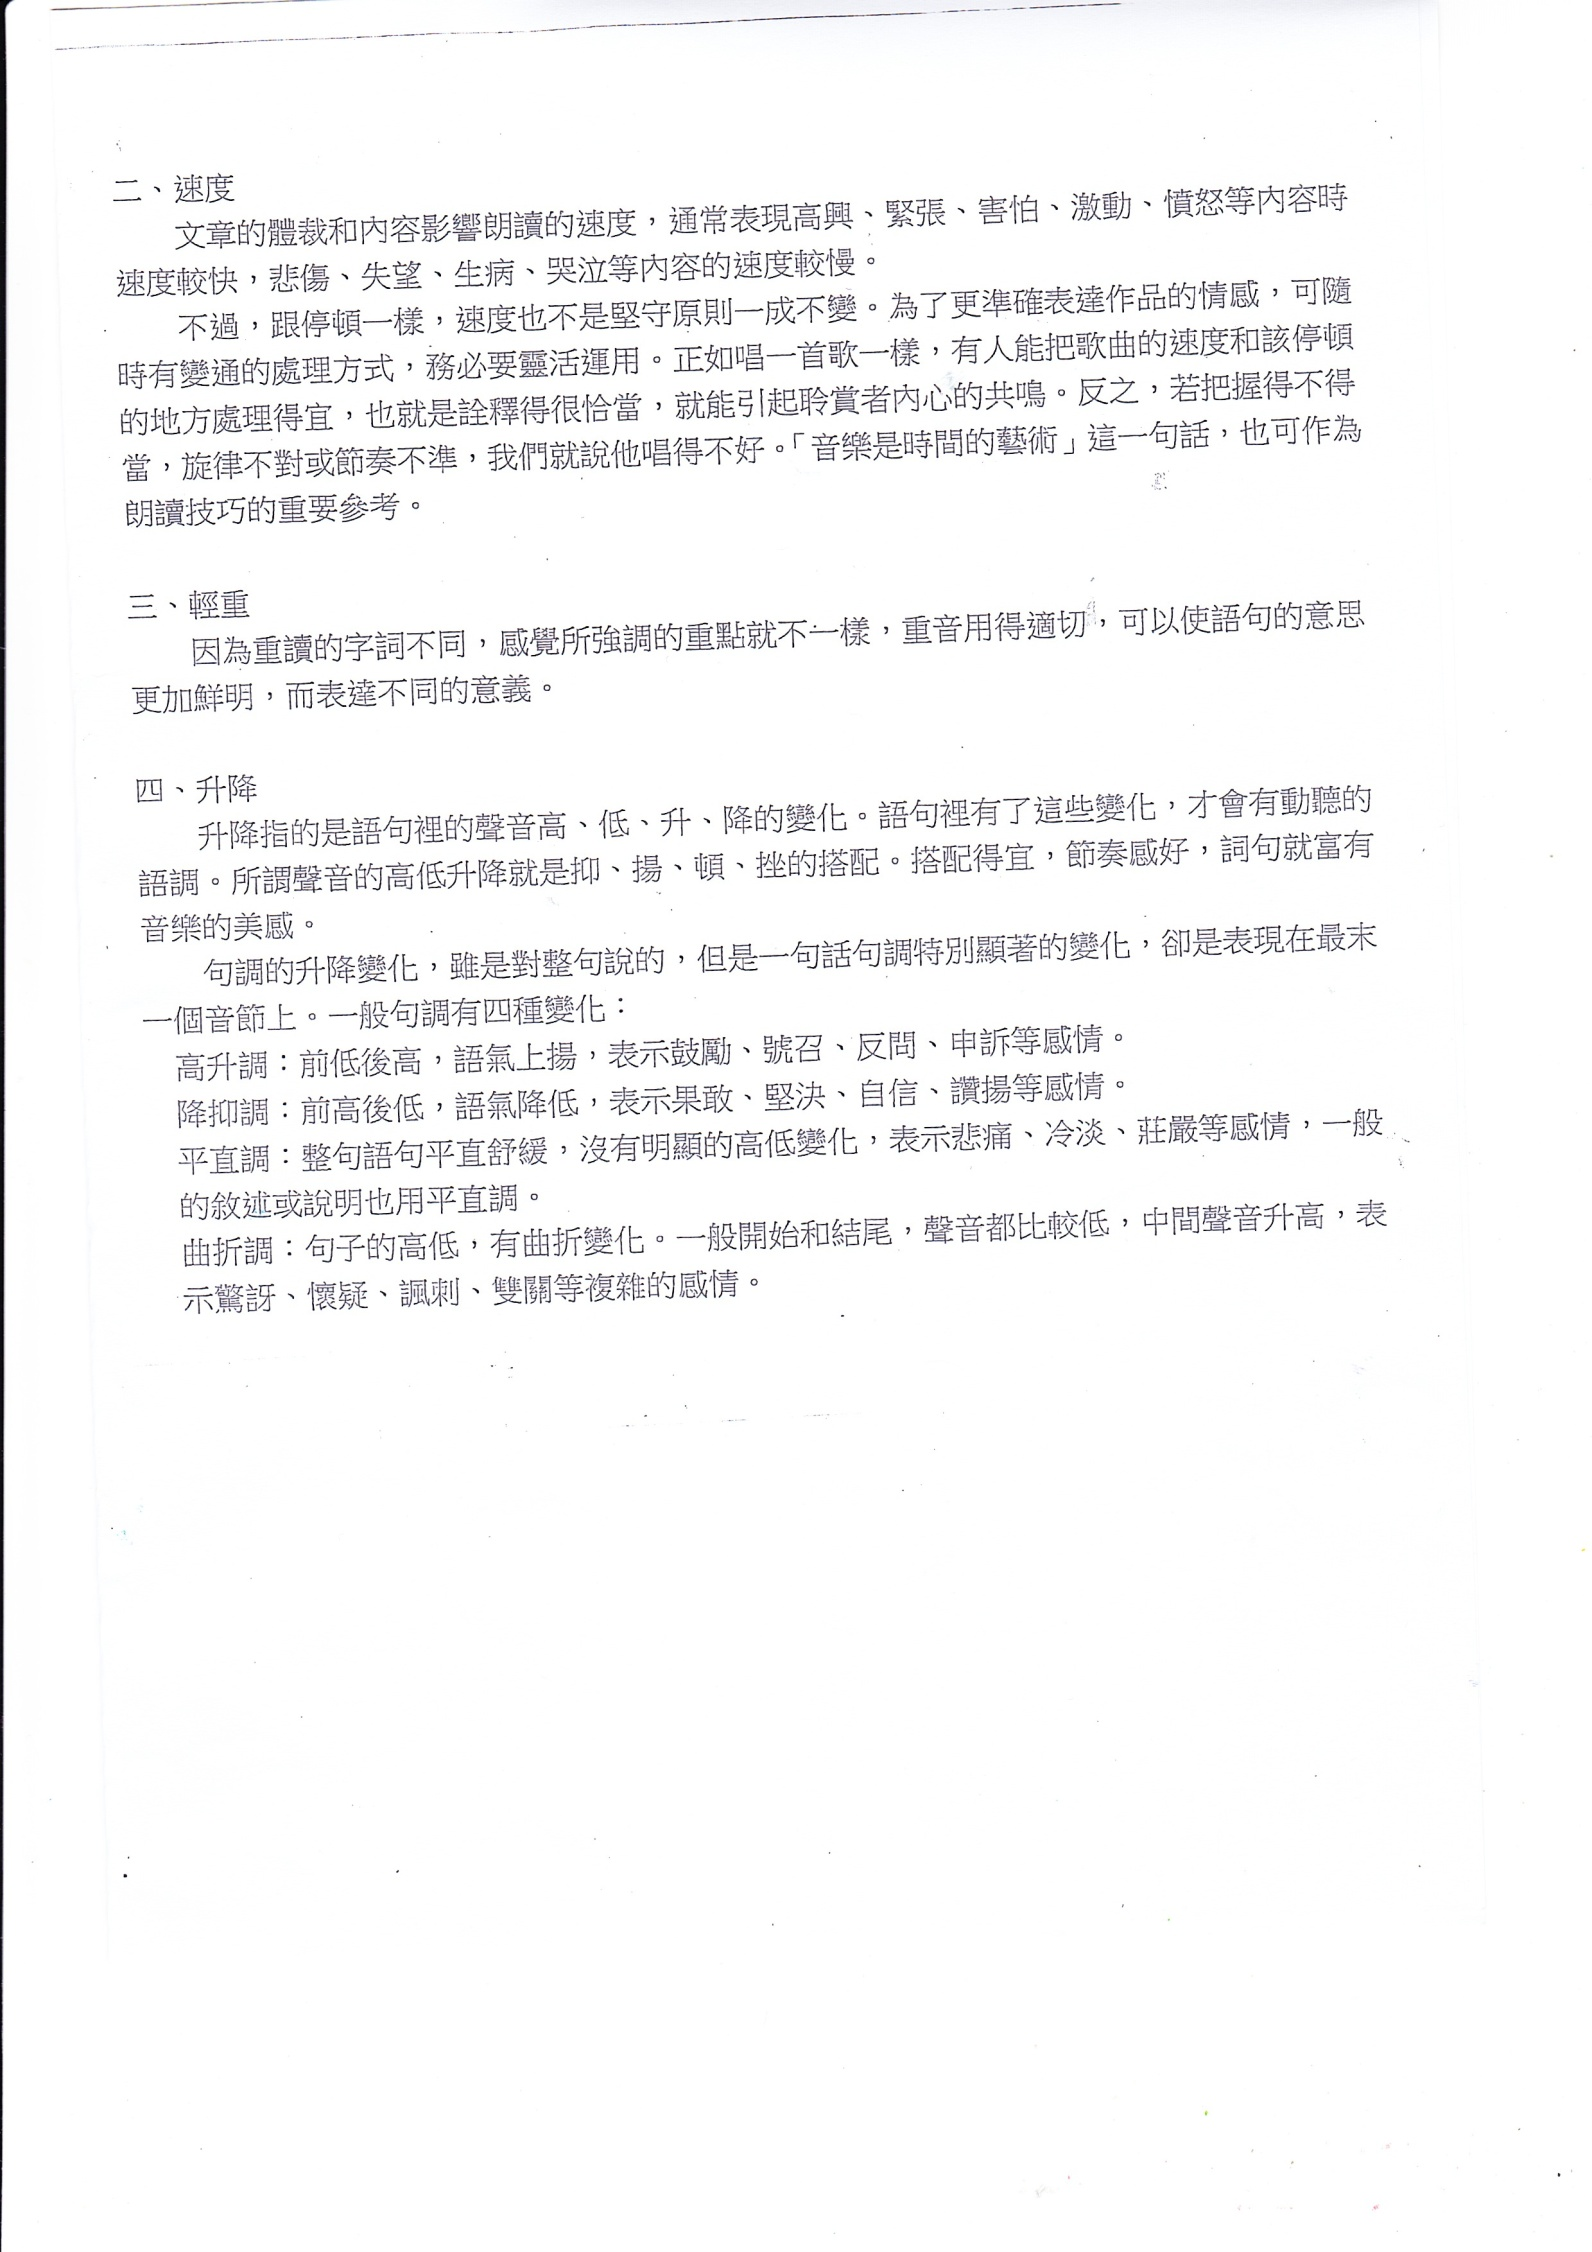 二、速度
文章的體裁和內容影響朗讀的速度，通常表現高興、緊張、害怕、激動、憤怒等內容時
速度較快，悲傷、失望、生病、哭泣等內容的速度較慢。
不過，跟停頓一樣，速度也不是堅守原則一成不變。為了更準確表達作品的情感，可隨
時有變通的處理方式，務必要靈活運用。正如唱一首歌一樣，有人能把歌曲的速度和該停頓
的地方處理得宜，也就是詮釋得很恰當，就能引起聆賞者內心的共鳴。反之，若把握得不得
當，旋律不對或節奏不準，我們就說他唱得不好。「音樂是時間的藝術」這一句話，也可作為
朗讀技巧的重要參考。
三、輕重
因為重讀的字詞不同，感覺所強調的重點就不一樣，重音用得適切，可以使語句的意思
更加鮮明，而表達不同的意義。
四、升降
升降指的是語句裡的聲音高、低、升、降的變化。語句裡有了這些變化，才會有動聽的
語調。所謂聲音的高低升降就是抑、揚、頓、挫的搭配。搭配得宜，節奏感好，詞句就富有
音樂的美感。
句調的升降變化，雖是對整句說的，但是一句話句調特別顯著的變化，卻是表現在最末
一個音節上。一般句調有四種變化：
高升調：前低後高，語氣上揚，表示鼓勵、號召、反問、申訴等感情。
降抑調：前高後低，語氣降低，表示果敢、堅決、自信、讚揚等感情。
平直調：整句語句平直舒緩，沒有明顯的高低變化，表示悲痛、冷淡、莊嚴等感情，一般
的敘述或說明也用平直調。
曲折調：句子的高低，有曲折變化。一般開始和結尾，聲音都比較低，中間聲音升高，表
示驚訝、懷疑、諷刺、雙關等複雜的感情。